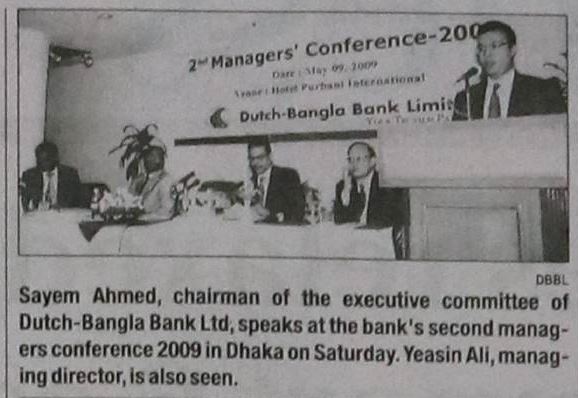 2nd Managers' Conference-200
Date : May 09, 2009
Venue : Hotel Purbani International
Dutch-Bangla Bank Limi
DBBL
Sayem Ahmed, chairman of the executive committee of
Dutch-Bangla Bank Ltd, speaks at the bank's second manag-
ers conference 2009 in Dhaka on Saturday. Yeasin Ali, manag-
ing director, is also seen.